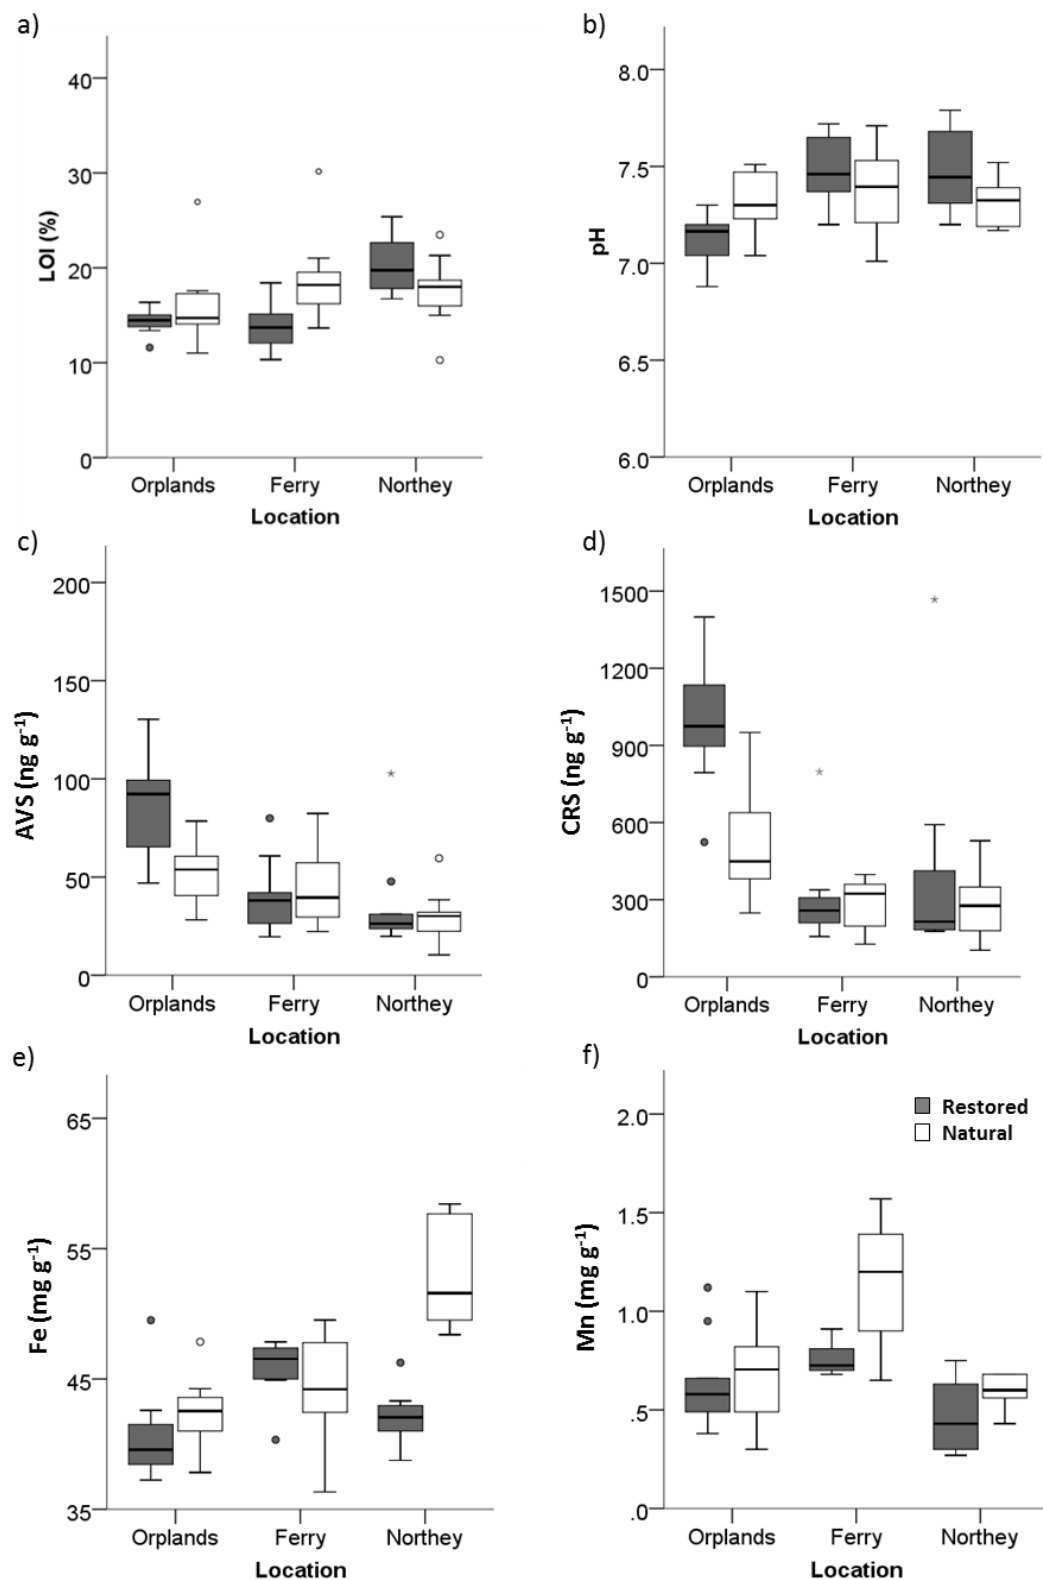 a)
b)
40
30
20
10
0
LOI (%)
Orplands Ferry Northey
Location
8.0
7.5
7.0
6.5
6.0
pH
Orplands Ferry Northey
Location
c)
d)
200
150
100
50
0
AVS (ng g⁻¹)
Orplands Ferry Northey
Location
1500
1200
900
600
300
0
CRS (ng g⁻¹)
Orplands Ferry Northey
Location
e)
f)
65
55
45
35
Fe (mg g⁻¹)
Orplands Ferry Northey
Location
2.0
1.5
1.0
.5
.0
Mn (mg g⁻¹)
Restored
Natural
Orplands Ferry Northey
Location